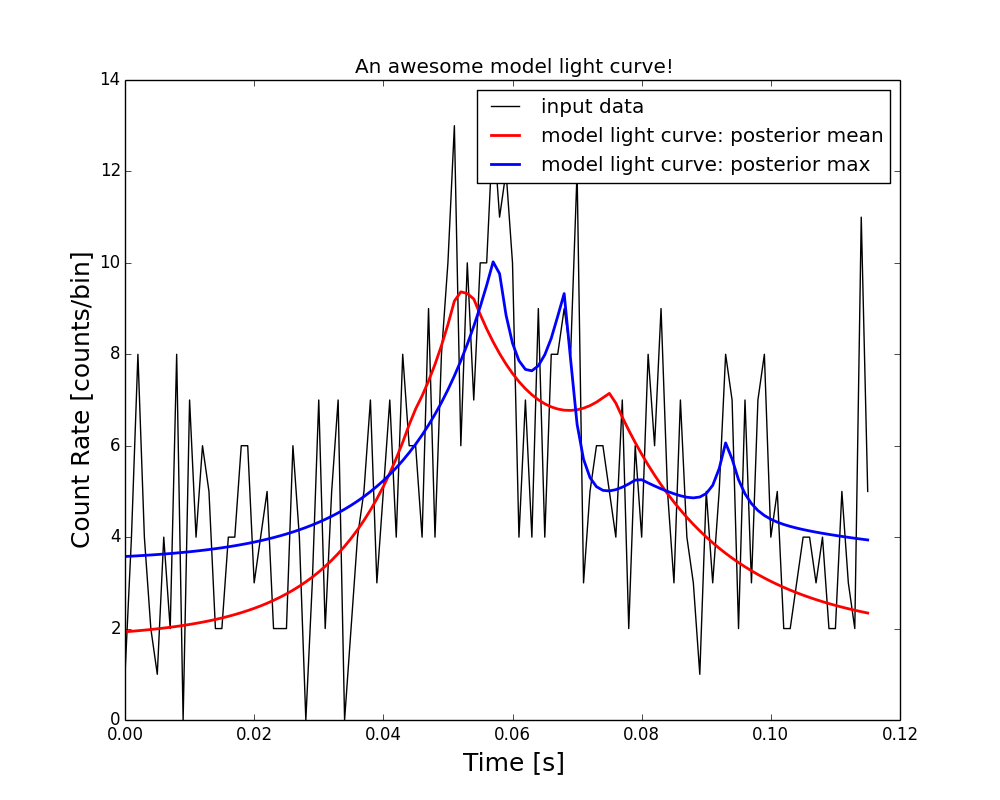 An awesome model light curve!
input data
model light curve: posterior mean
model light curve: posterior max
Count Rate [counts/bin]
14
12
10
8
6
4
2
0
0.00 0.02 0.04 0.06 0.08 0.10 0.12
Time [s]